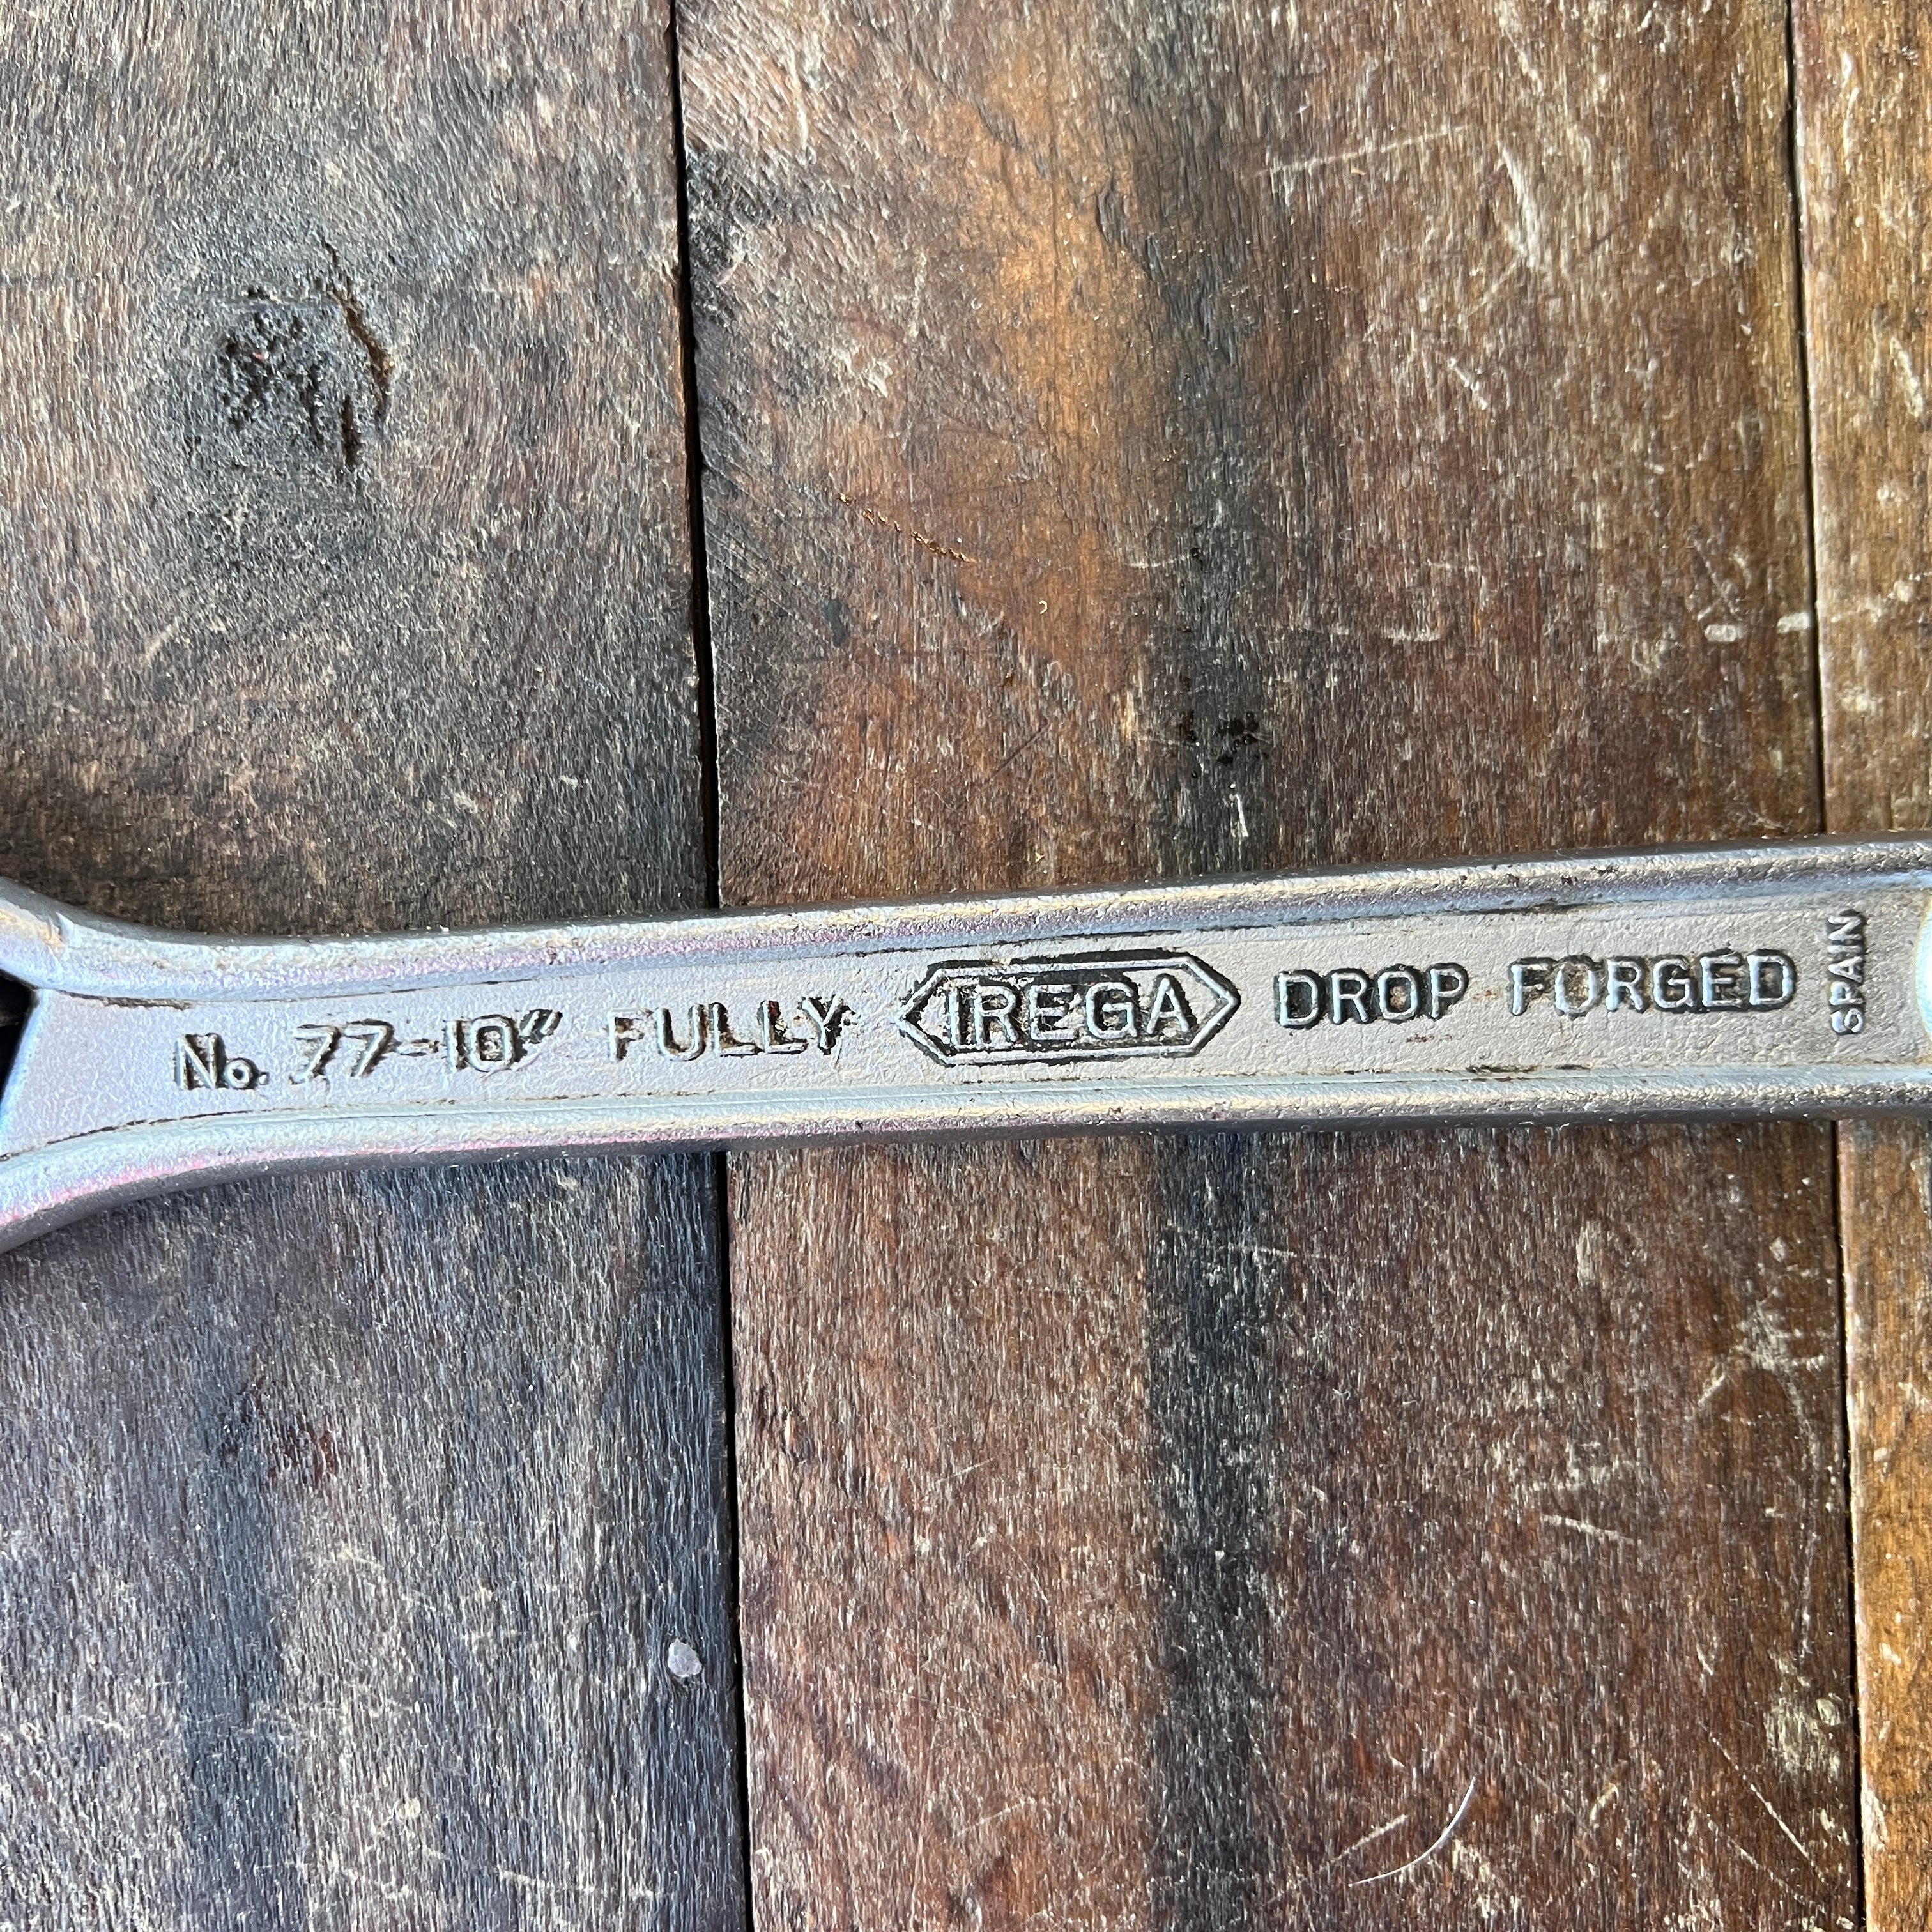 No. 77-10" FULLY IREGA DROP FORGED
SPAIN